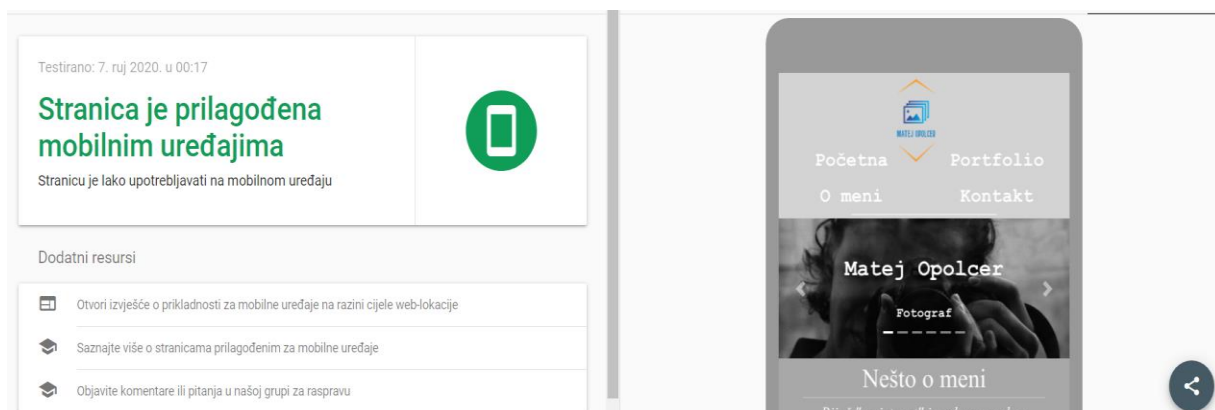 Testirano: 7. ruj 2020. u 00:17
Stranica je prilagođena
mobilnim uređajima
Stranicu je lako upotrebljavati na mobilnom uređaju
Dodatni resursi
Otvori izvješće o prikladnosti za mobilne uređaje na razini cijele web-lokacije
Saznajte više o stranicama prilagođenim za mobilne uređaje
Objavite komentare ili pitanja u našoj grupi za raspravu
MATEJ OPOLCER
Početna Portfolio
O meni Kontakt
Matej Opolcer
Fotograf
Nešto o meni